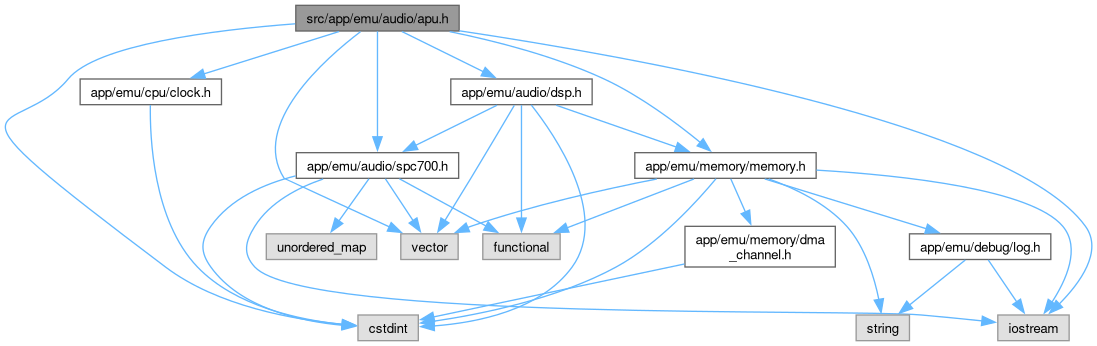 src/app/emu/audio/apu.h
app/emu/cpu/clock.h
app/emu/audio/dsp.h
app/emu/audio/spc700.h
app/emu/memory/memory.h
unordered_map
vector
functional
app/emu/memory/dma
_channel.h
app/emu/debug/log.h
cstdint
string
iostream